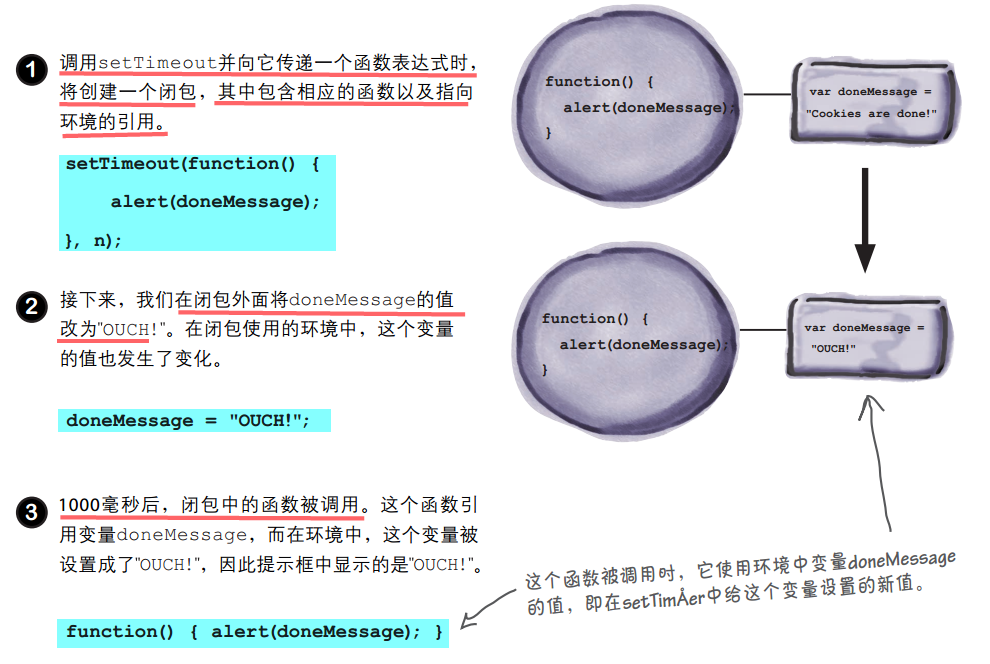 1
调用setTimeout并向它传递一个函数表达式时，
将创建一个闭包，其中包含相应的函数以及指向
环境的引用。
setTimeout(function() {
alert(doneMessage);
}, n);
function() {
alert(doneMessage);
}
var doneMessage =
"Cookies are done!"
2
接下来，我们在闭包外面将doneMessage的值
改为"OUCH!"。在闭包使用的环境中，这个变量
的值也发生了变化。
doneMessage = "OUCH!";
function() {
alert(doneMessage);
}
var doneMessage =
"OUCH!"
3
1000毫秒后，闭包中的函数被调用。这个函数引
用变量doneMessage，而在环境中，这个变量被
设置成了"OUCH!"，因此提示框中显示的是"OUCH!"。
function() { alert(doneMessage); }
这个函数被调用时，它使用环境中变量doneMessage
的值，即在setTimÅer中给这个变量设置的新值。